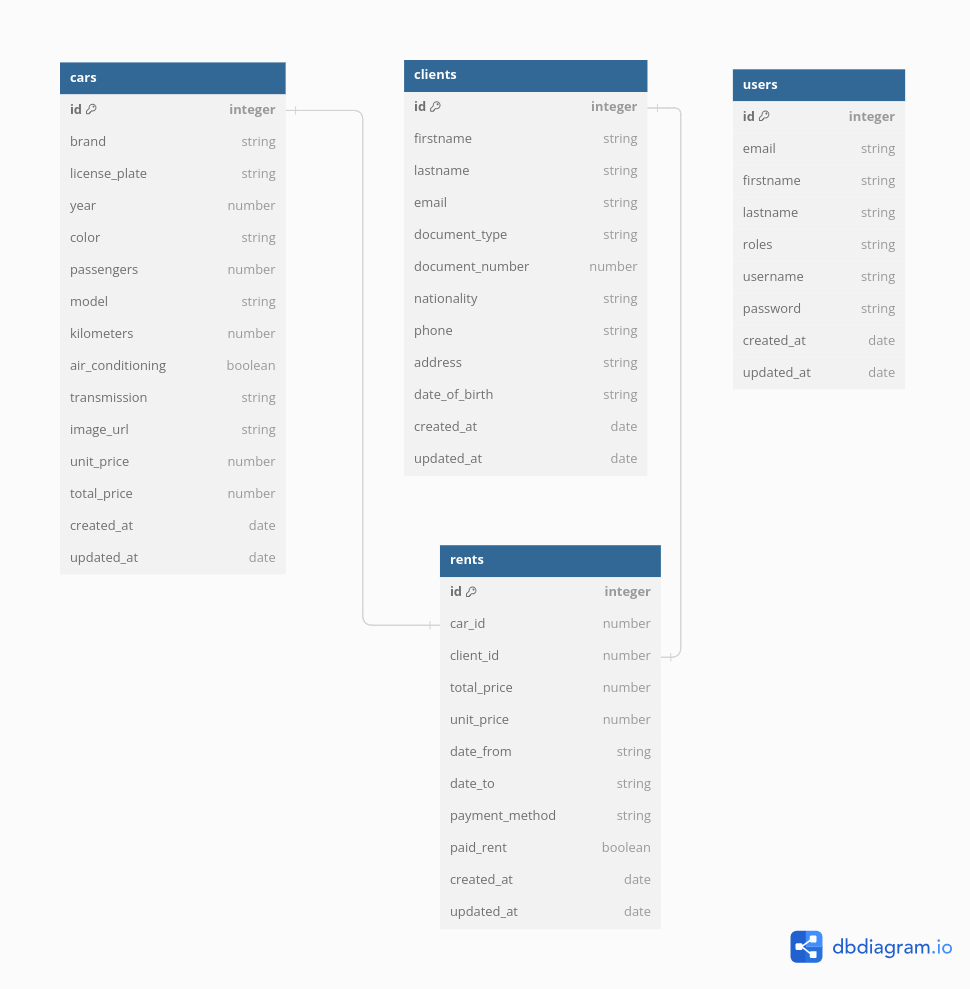 cars
id integer
brand string
license_plate string
year number
color string
passengers number
model string
kilometers number
air_conditioning boolean
transmission string
image_url string
unit_price number
total_price number
created_at date
updated_at date
clients
id integer
firstname string
lastname string
email string
document_type string
document_number number
nationality string
phone string
address string
date_of_birth string
created_at date
updated_at date
users
id integer
email string
firstname string
lastname string
roles string
username string
password string
created_at date
updated_at date
rents
id integer
car_id number
client_id number
total_price number
unit_price number
date_from string
date_to string
payment_method string
paid_rent boolean
created_at date
updated_at date
dbdiagram.io